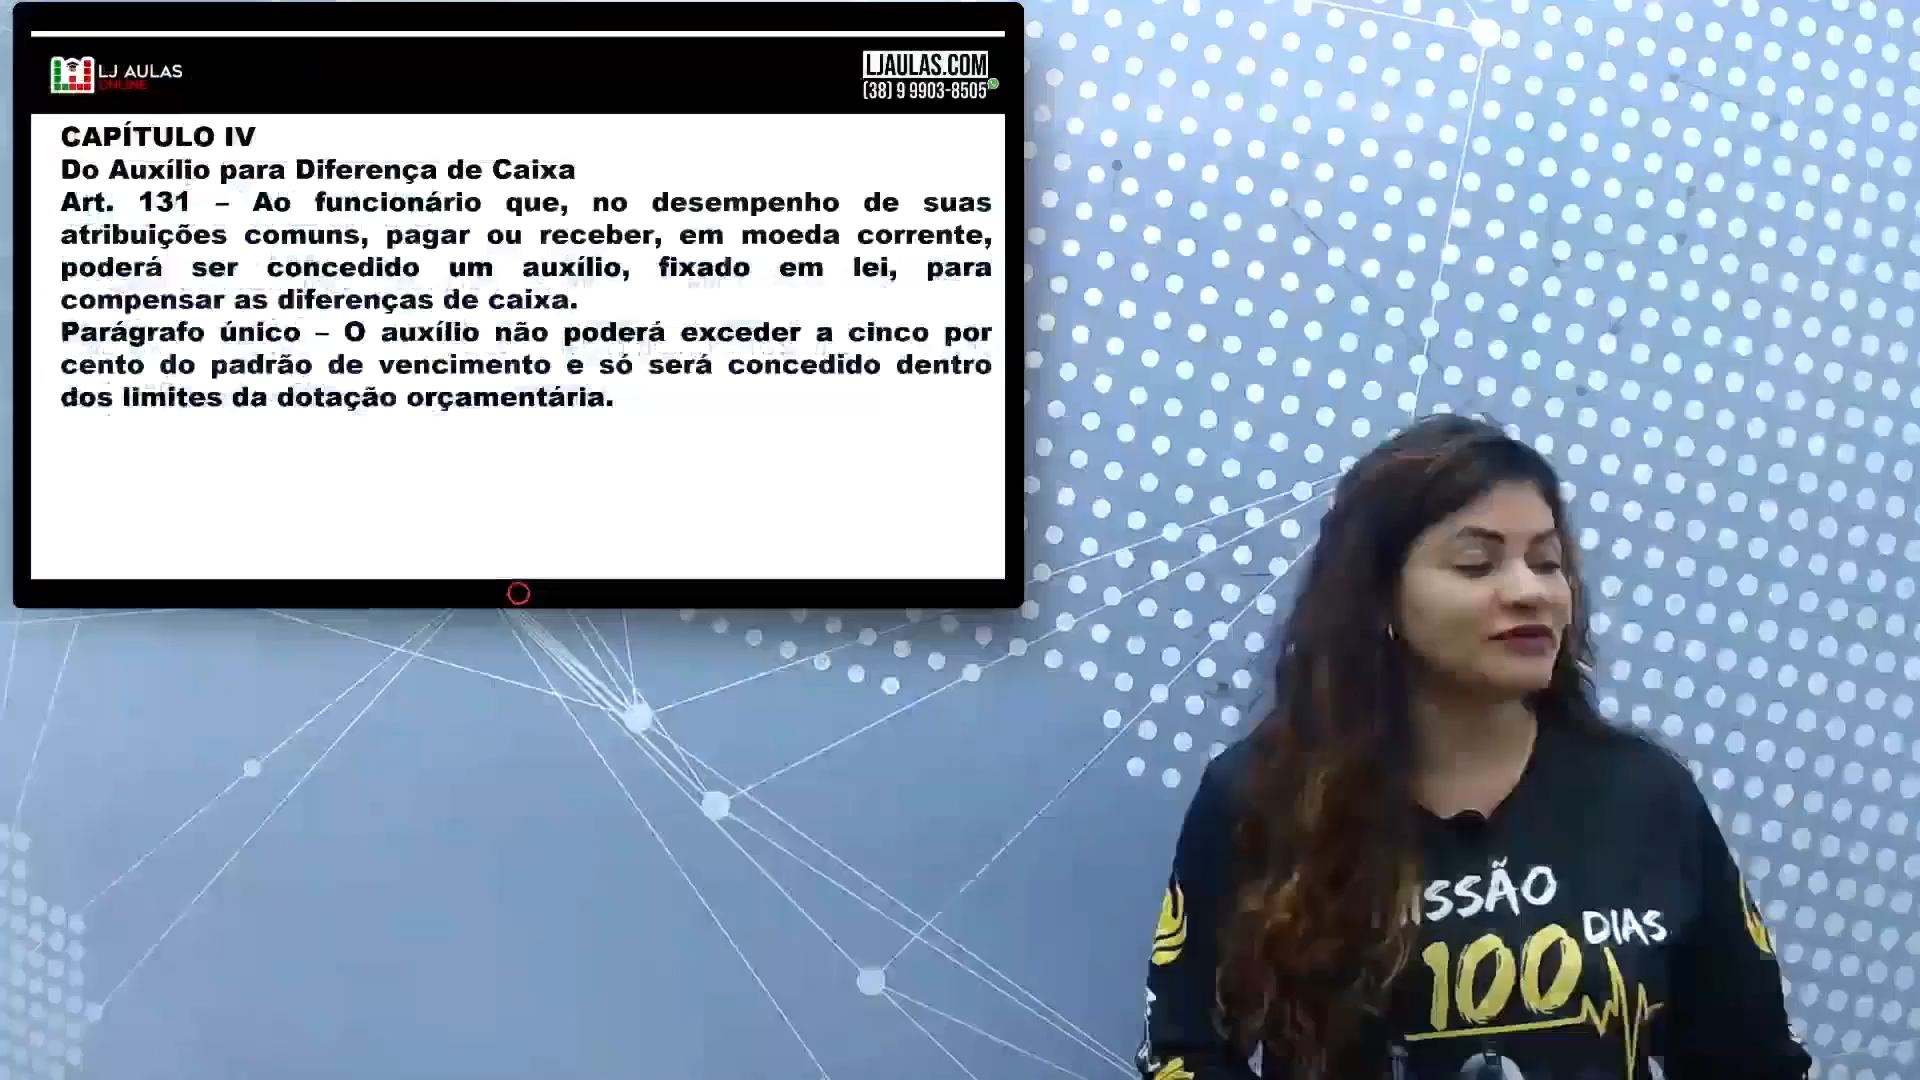 LJ AULAS
ONLINE
LJAULAS.COM
(38) 9 9903-8505
CAPÍTULO IV
Do Auxílio para Diferença de Caixa
Art. 131 – Ao funcionário que, no desempenho de suas
atribuições comuns, pagar ou receber, em moeda corrente,
poderá ser concedido um auxílio, fixado em lei, para
compensar as diferenças de caixa.
Parágrafo único – O auxílio não poderá exceder a cinco por
cento do padrão de vencimento e só será concedido dentro
dos limites da dotação orçamentária.
ISSÃO
100 DIAS